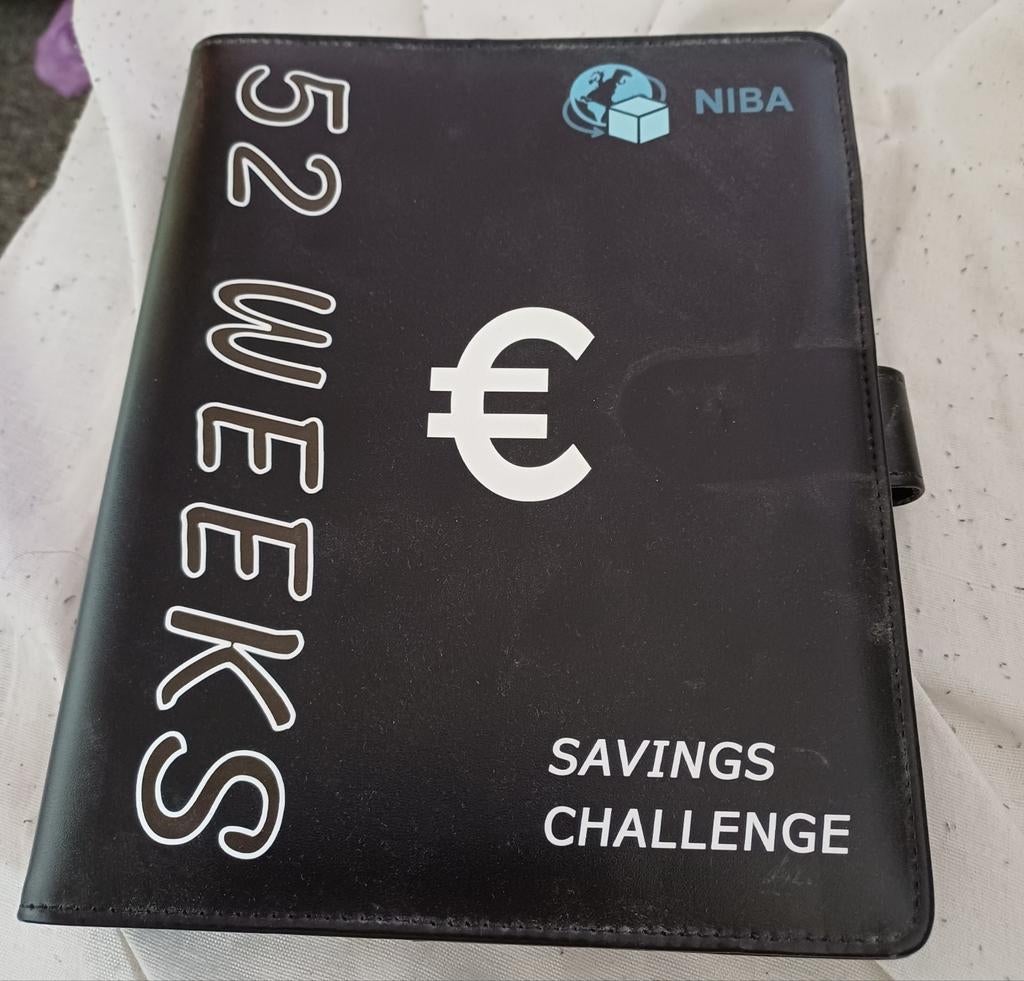 52 WEEKS
NIBA
€
SAVINGS
CHALLENGE